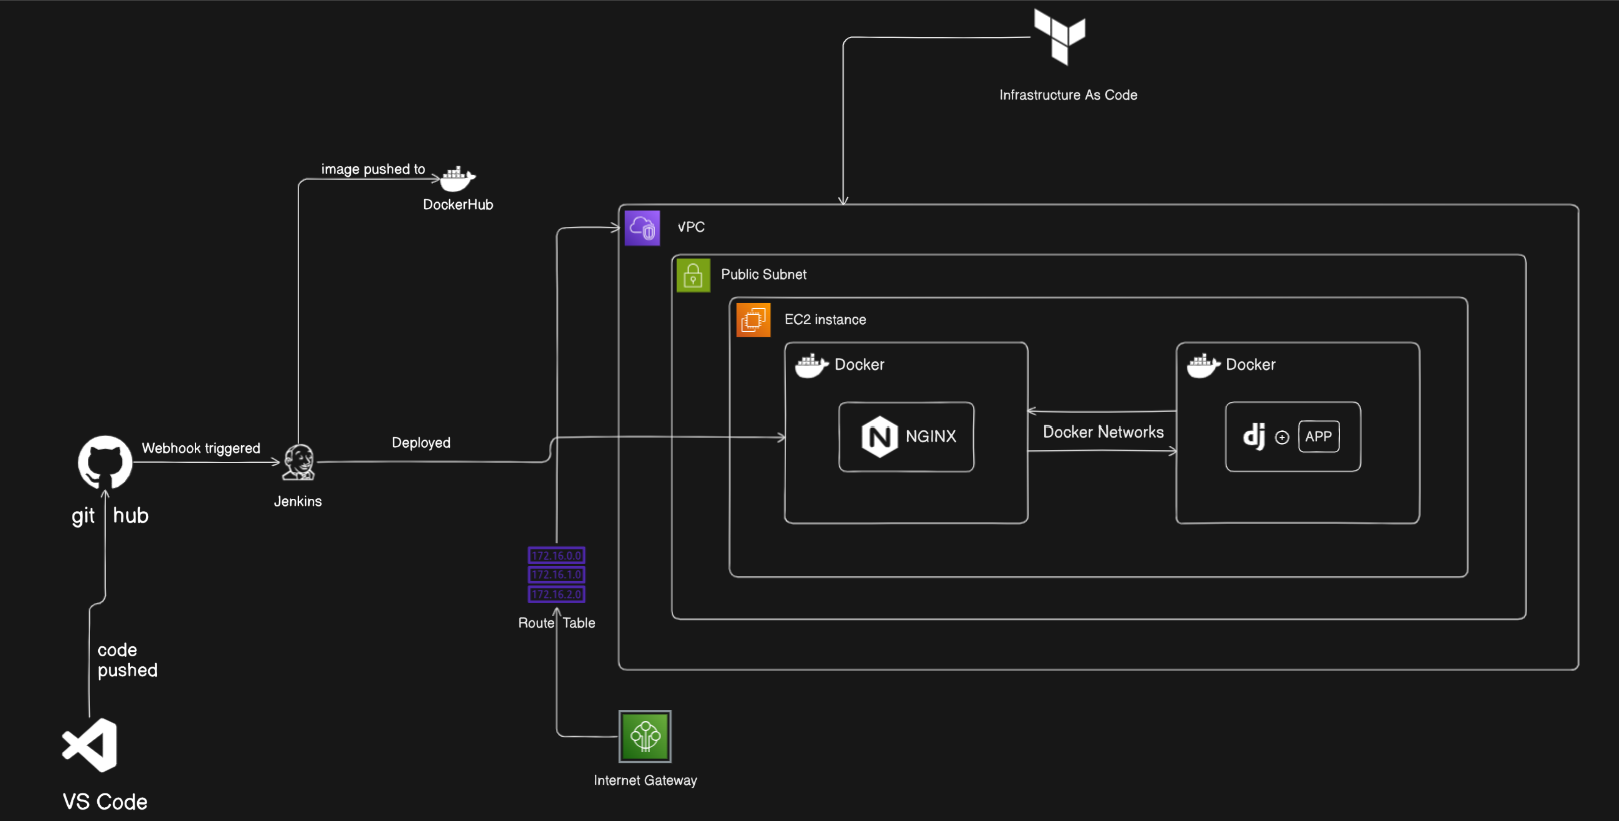 Infrastructure As Code
image pushed to
DockerHub
VPC
Public Subnet
EC2 instance
Docker
Docker
NGINX
Docker Networks
dj
APP
Webhook triggered
Deployed
Jenkins
git hub
172.16.0.0
172.16.1.0
172.16.2.0
Route Table
code
pushed
Internet Gateway
VS Code